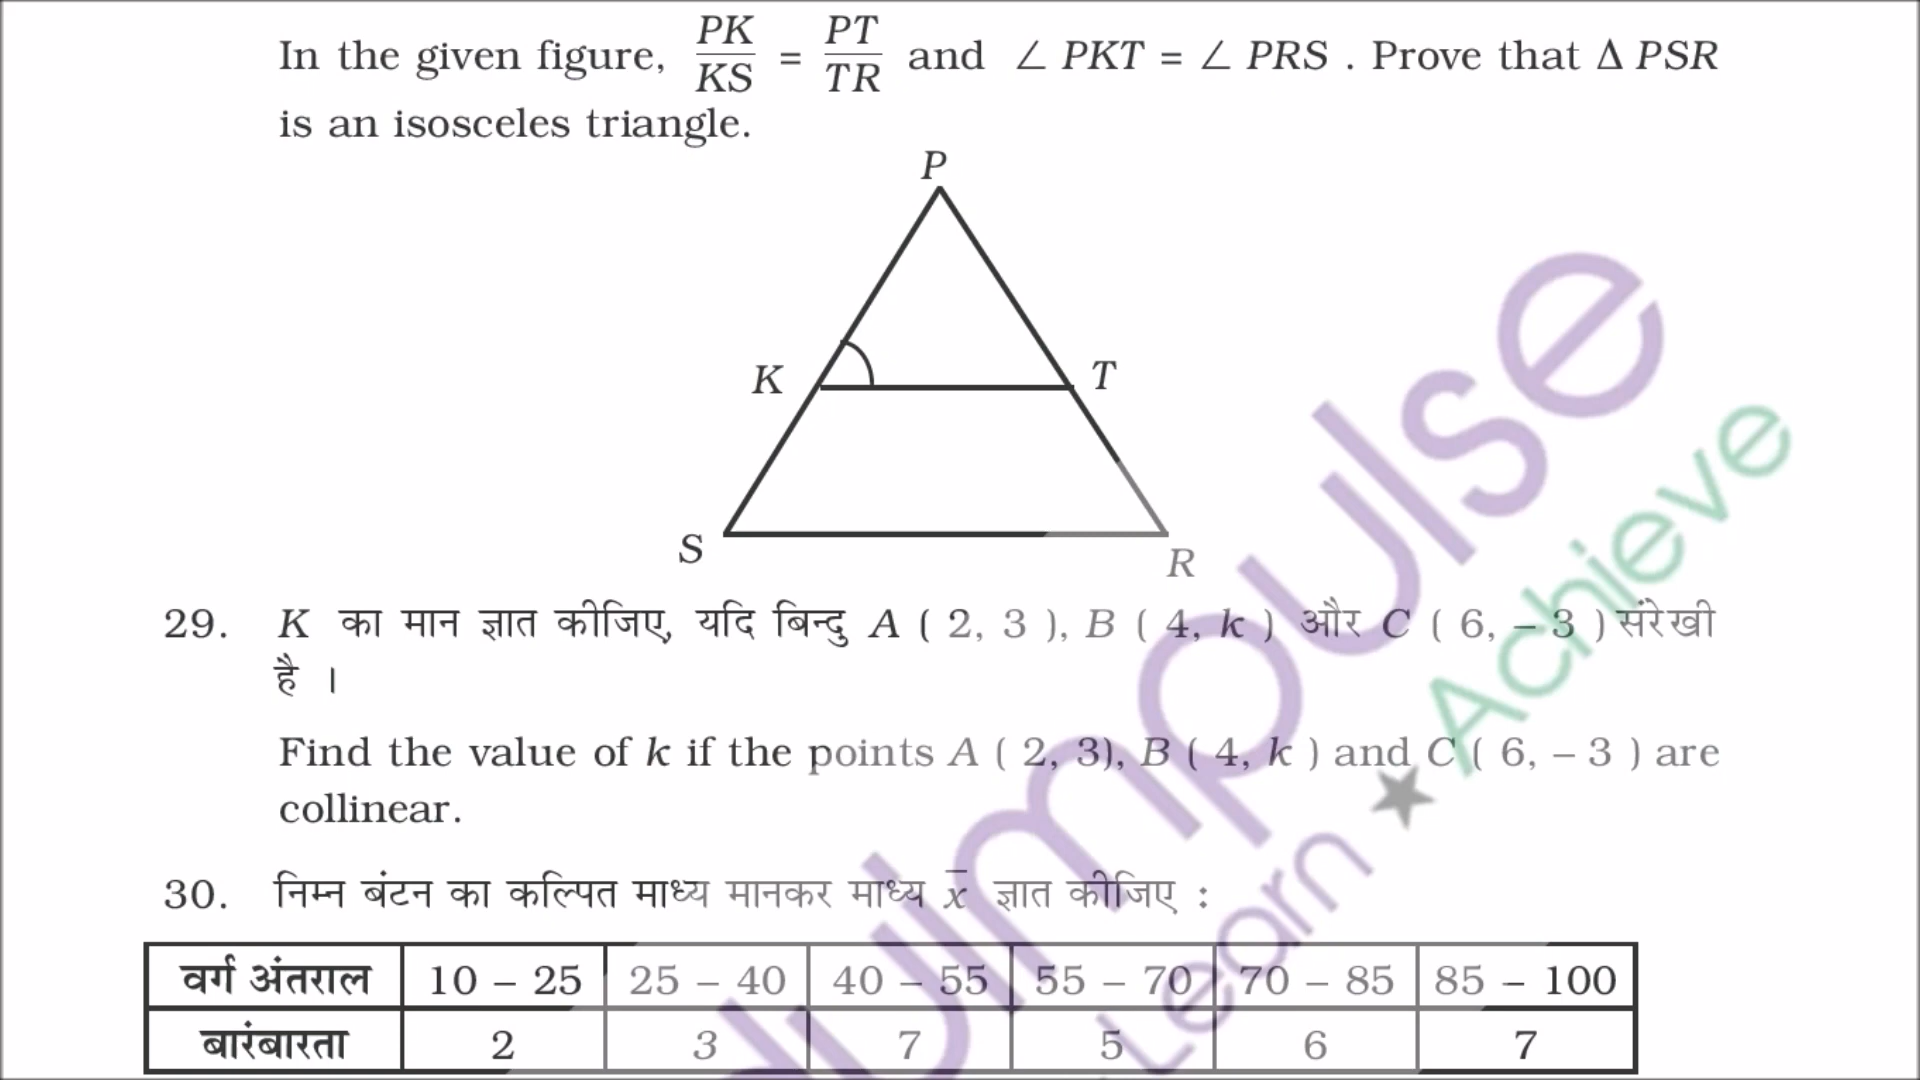 In the given figure, PK/KS = PT/TR and ∠ PKT = ∠ PRS . Prove that Δ PSR
is an isosceles triangle.
P
K
T
S
R
29. K का मान ज्ञात कीजिए, यदि बिन्दु A ( 2, 3 ), B ( 4, k ) और C ( 6, – 3 ) संरेखी
है ।
Find the value of k if the points A ( 2, 3), B ( 4, k ) and C ( 6, – 3 ) are
collinear.
30. निम्न बंटन का कल्पित माध्य मानकर माध्य x̄ ज्ञात कीजिए :
वर्ग अंतराल 10 – 25 25 – 40 40 – 55 55 – 70 70 – 85 85 – 100
बारंबारता 2 3 7 5 6 7
umpulse
Learn ★ Achieve